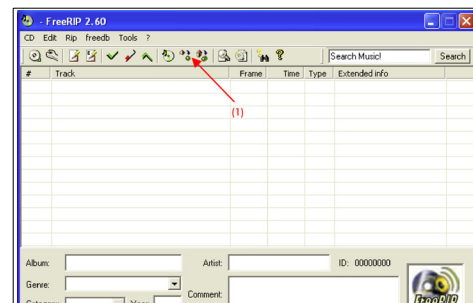 - FreeRIP 2.60
CD Edit Rip freedb Tools ?
Search Music! Search
# Track Frame Time Type Extended info
(1)
Album: Artist: ID: 00000000
Genre: Comment:
Category: Year:
FreeRIP